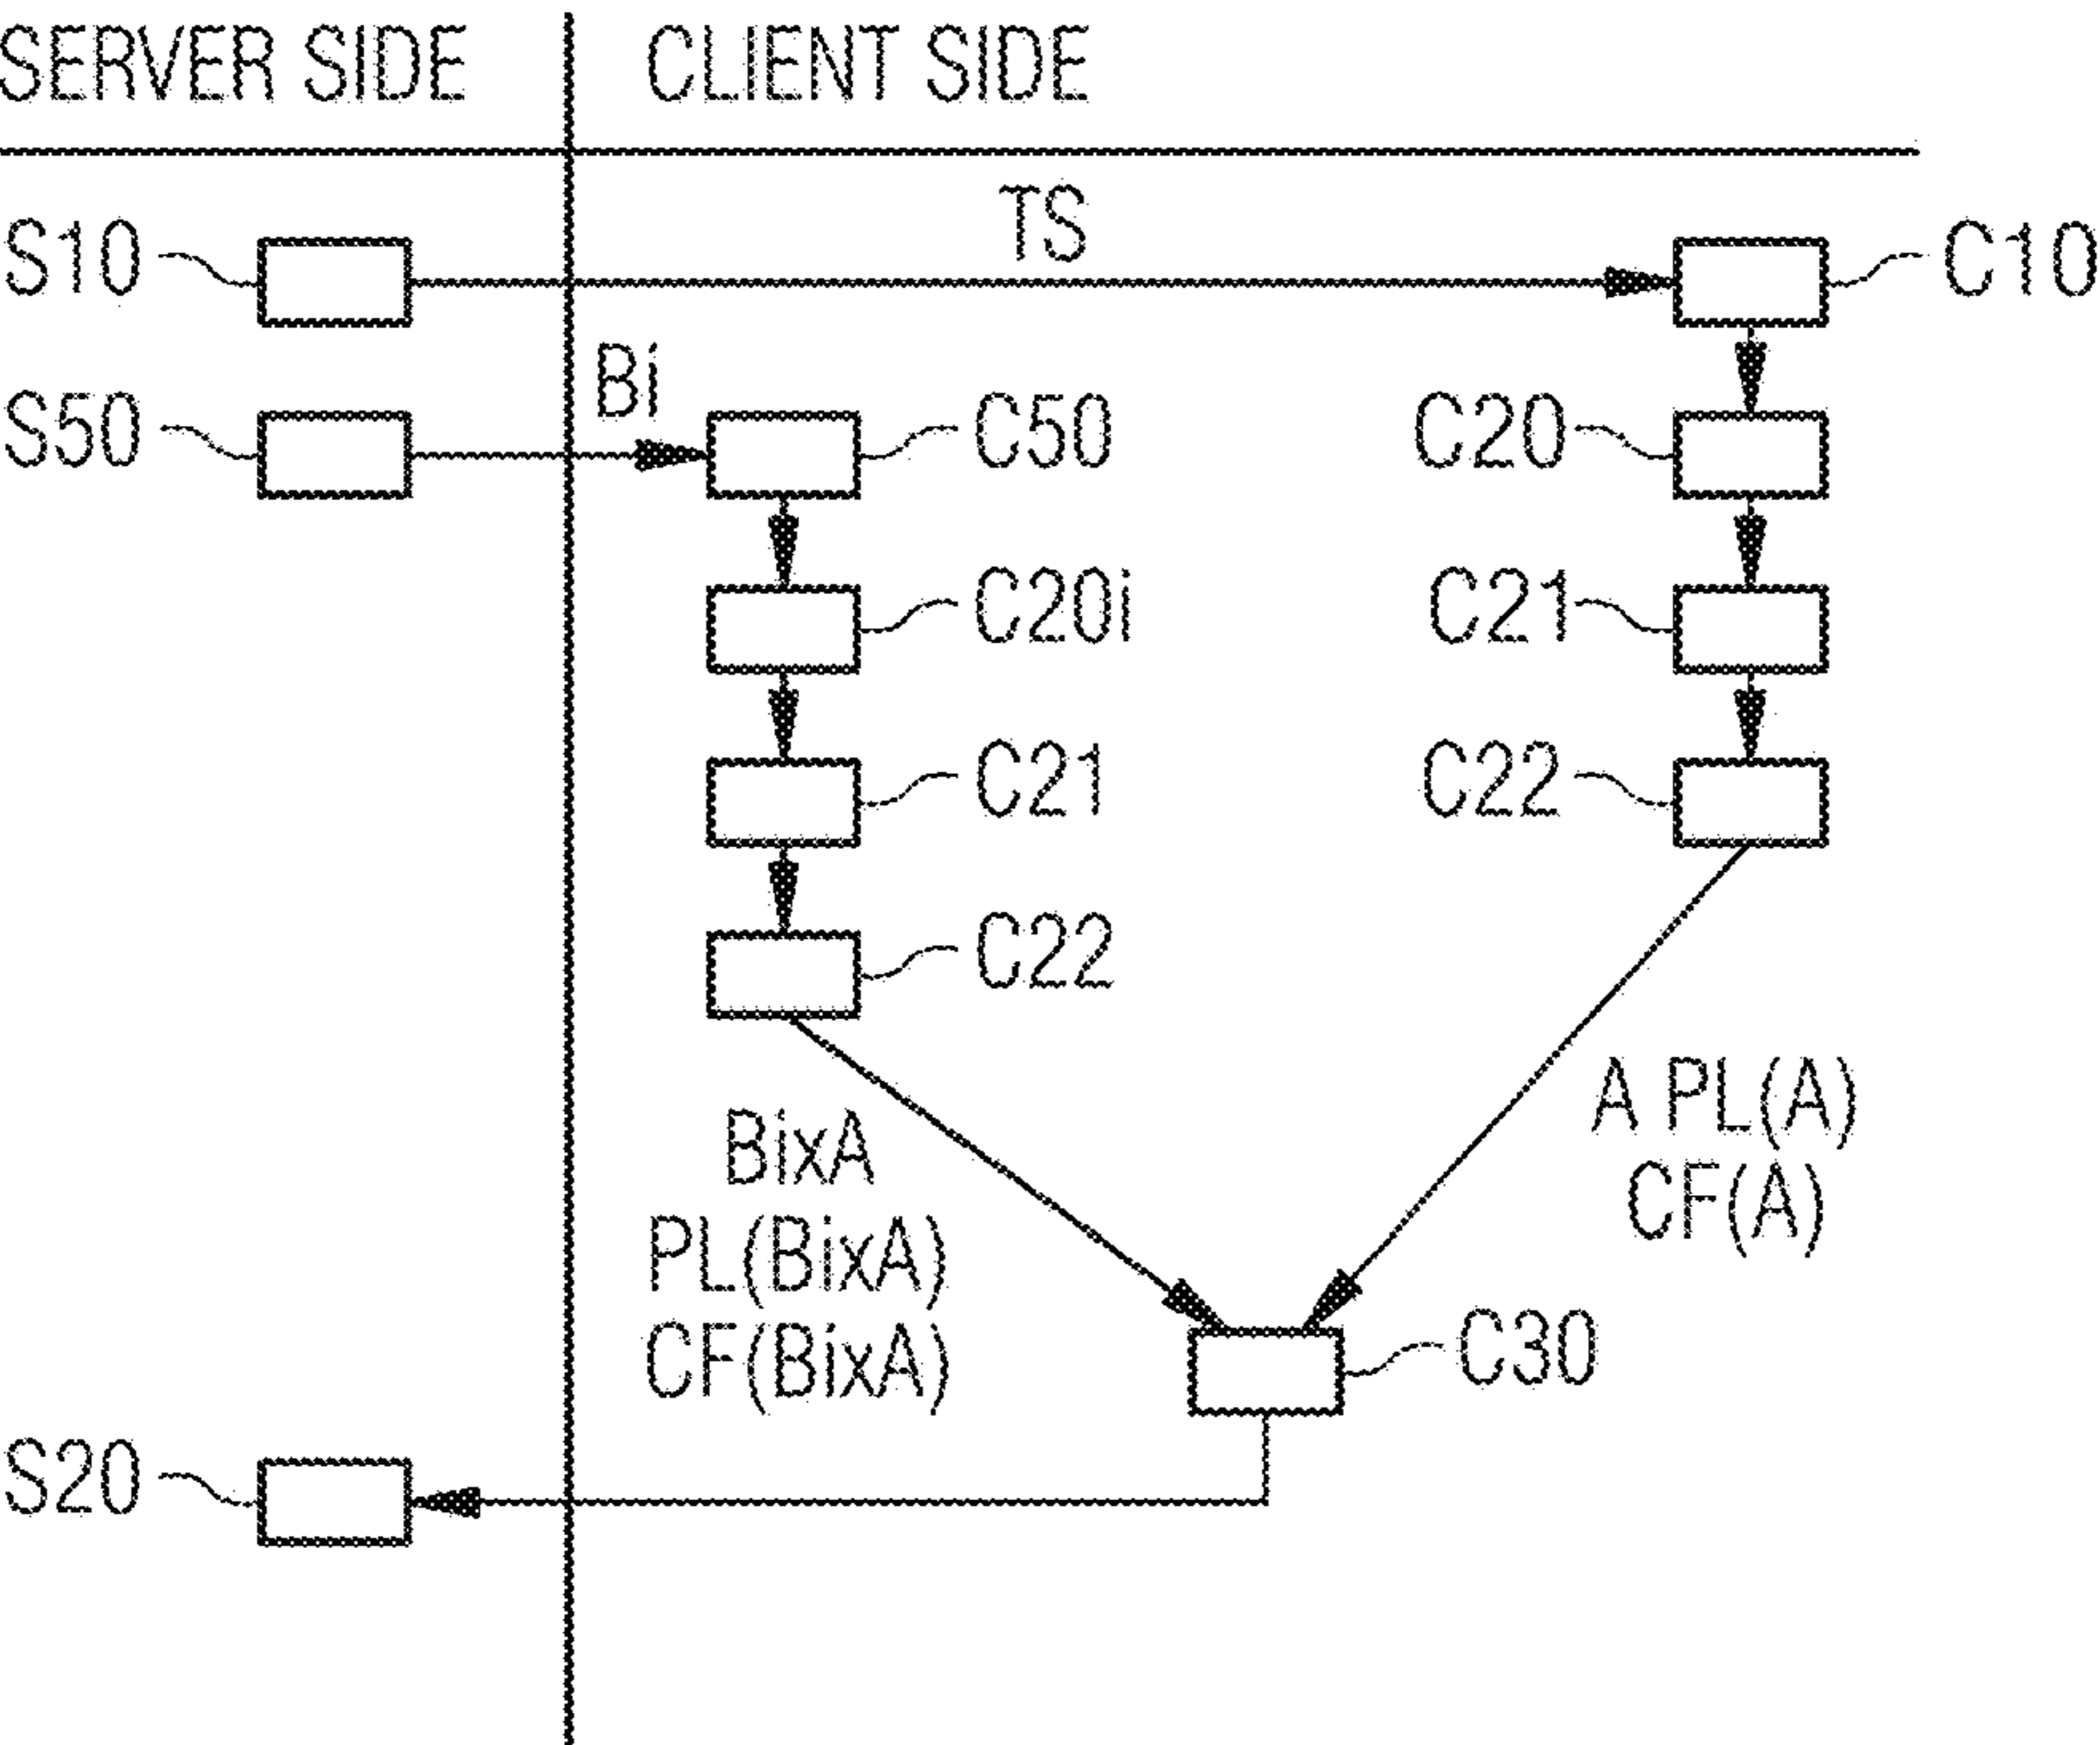 SERVER SIDE
CLIENT SIDE
TS
S10
C10
Bi
S50
C50
C20
C20i
C21
C21
C22
C22
A PL(A)
CF(A)
BixA
PL(BixA)
CF(BixA)
C30
S20